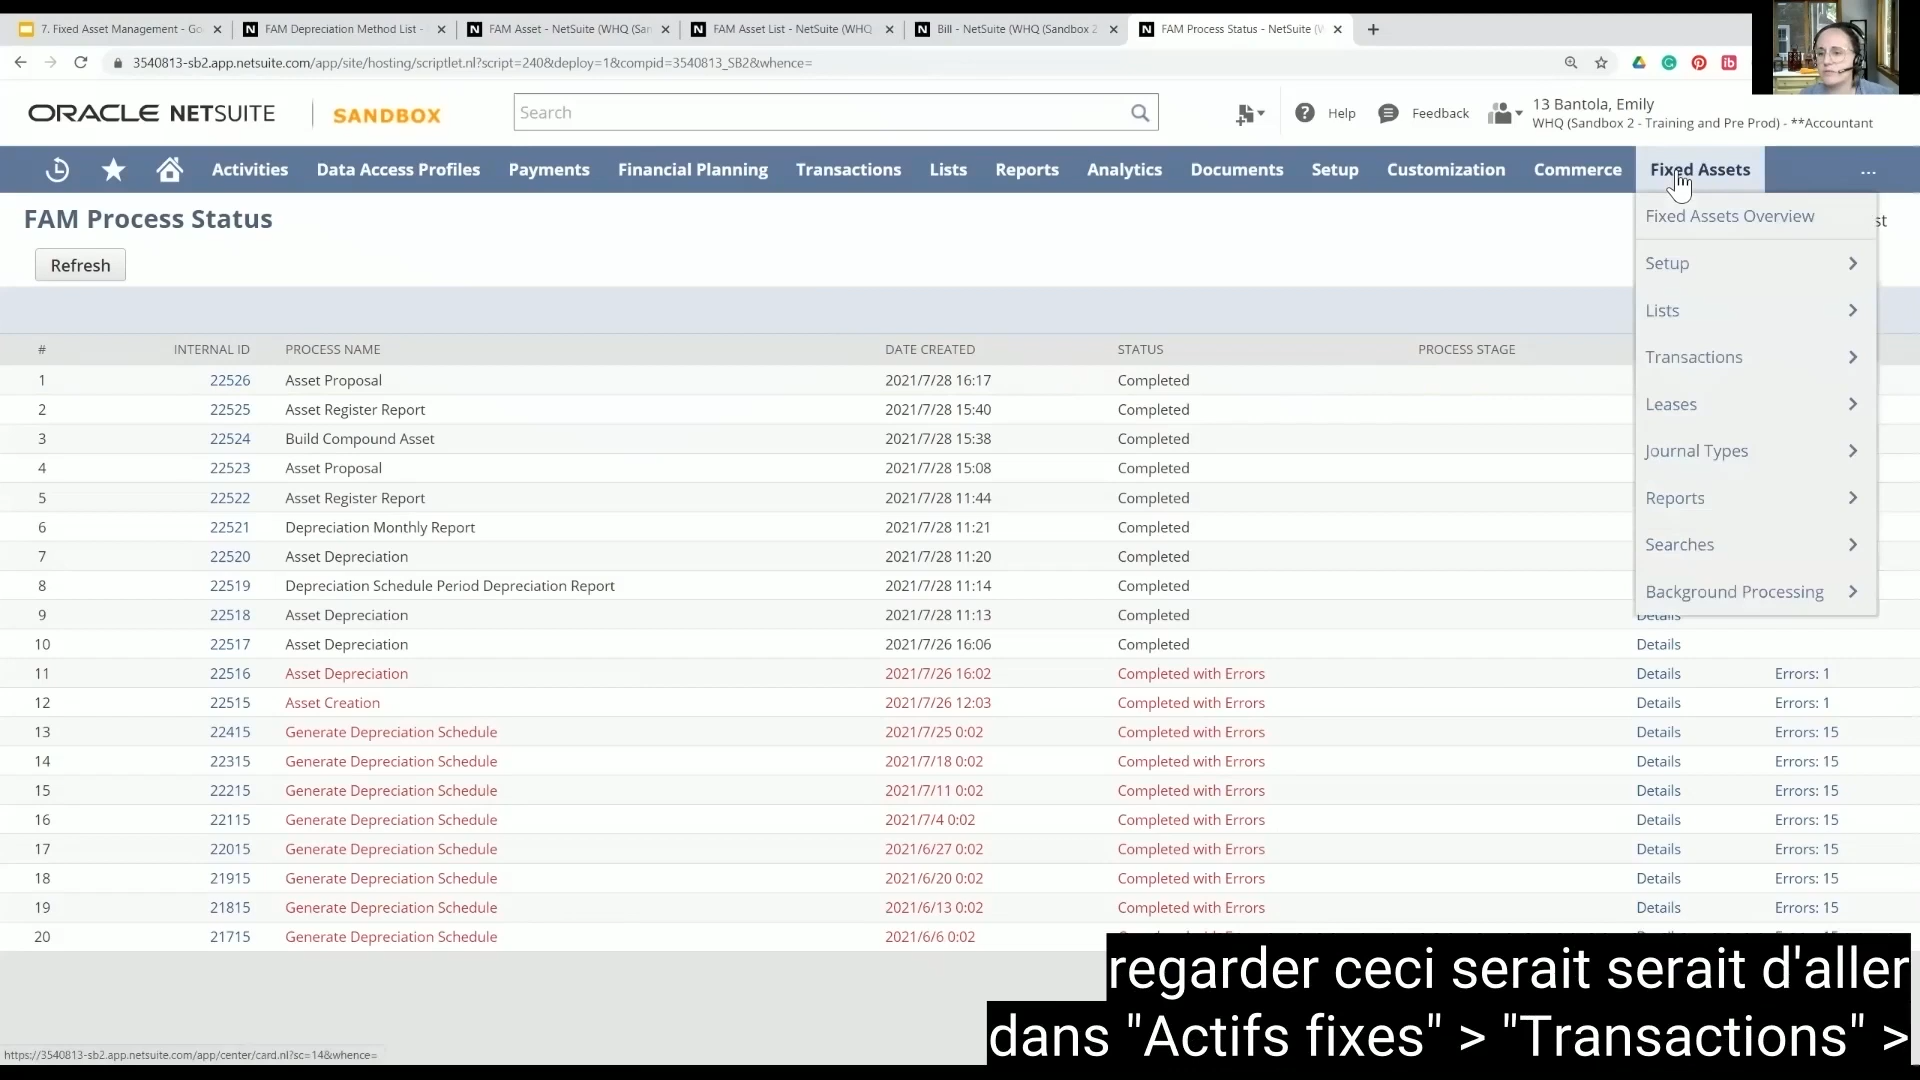 7. Fixed Asset Management - Go
FAM Depreciation Method List -
FAM Asset - NetSuite (WHQ (San
FAM Asset List - NetSuite (WHQ
Bill - NetSuite (WHQ (Sandbox 2
FAM Process Status - NetSuite (W
3540813-sb2.app.netsuite.com/app/site/hosting/scriptlet.nl?script=240&deploy=1&compid=3540813_SB2&whence=
ORACLE NETSUITE
SANDBOX
Search
Help
Feedback
13 Bantola, Emily
WHQ (Sandbox 2 - Training and Pre Prod) - **Accountant
Activities
Data Access Profiles
Payments
Financial Planning
Transactions
Lists
Reports
Analytics
Documents
Setup
Customization
Commerce
Fixed Assets
...
FAM Process Status
st
Refresh
Fixed Assets Overview
Setup
Lists
Transactions
Leases
Journal Types
Reports
Searches
Background Processing
# INTERNAL ID PROCESS NAME DATE CREATED STATUS PROCESS STAGE
1 22526 Asset Proposal 2021/7/28 16:17 Completed
2 22525 Asset Register Report 2021/7/28 15:40 Completed
3 22524 Build Compound Asset 2021/7/28 15:38 Completed
4 22523 Asset Proposal 2021/7/28 15:08 Completed
5 22522 Asset Register Report 2021/7/28 11:44 Completed
6 22521 Depreciation Monthly Report 2021/7/28 11:21 Completed
7 22520 Asset Depreciation 2021/7/28 11:20 Completed
8 22519 Depreciation Schedule Period Depreciation Report 2021/7/28 11:14 Completed
9 22518 Asset Depreciation 2021/7/28 11:13 Completed Details
10 22517 Asset Depreciation 2021/7/26 16:06 Completed Details
11 22516 Asset Depreciation 2021/7/26 16:02 Completed with Errors Details Errors: 1
12 22515 Asset Creation 2021/7/26 12:03 Completed with Errors Details Errors: 1
13 22415 Generate Depreciation Schedule 2021/7/25 0:02 Completed with Errors Details Errors: 15
14 22315 Generate Depreciation Schedule 2021/7/18 0:02 Completed with Errors Details Errors: 15
15 22215 Generate Depreciation Schedule 2021/7/11 0:02 Completed with Errors Details Errors: 15
16 22115 Generate Depreciation Schedule 2021/7/4 0:02 Completed with Errors Details Errors: 15
17 22015 Generate Depreciation Schedule 2021/6/27 0:02 Completed with Errors Details Errors: 15
18 21915 Generate Depreciation Schedule 2021/6/20 0:02 Completed with Errors Details Errors: 15
19 21815 Generate Depreciation Schedule 2021/6/13 0:02 Completed with Errors Details Errors: 15
20 21715 Generate Depreciation Schedule 2021/6/6 0:02
regarder ceci serait serait d'aller
dans "Actifs fixes" > "Transactions" >
https://3540813-sb2.app.netsuite.com/app/center/card.nl?sc=14&whence=